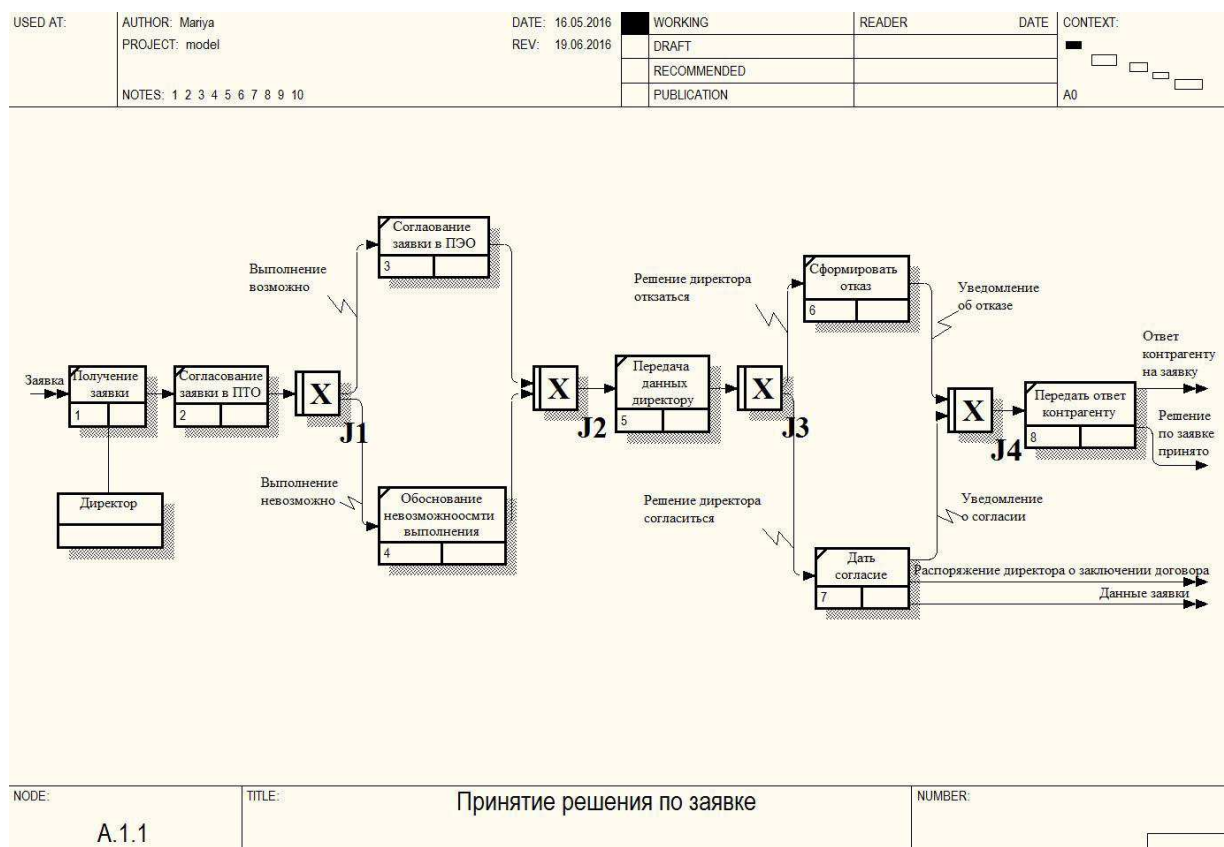 USED AT:
AUTHOR: Mariya
DATE: 16.05.2016
WORKING
READER
DATE
CONTEXT:
PROJECT: model
REV: 19.06.2016
DRAFT
RECOMMENDED
NOTES: 1 2 3 4 5 6 7 8 9 10
PUBLICATION
A0
Заявка
Получение
заявки
1
Директор
Согласование
заявки в ПТО
2
X
J1
Выполнение
возможно
Соглаование
заявки в ПЭО
3
Выполнение
невозможно
Обоснование
невозможноосмти
выполнения
4
X
J2
Передача
данных
директору
5
X
J3
Решение директора
откзаться
Сформировать
отказ
6
Уведомление
об отказе
Решение директора
согласиться
Дать
согласие
7
Уведомление
о согласии
Распоряжение директора о заключении договора
Данные заявки
X
J4
Передать ответ
контрагенту
8
Ответ
контрагенту
на заявку
Решение
по заявке
принято
NODE:
A.1.1
TITLE:
Принятие решения по заявке
NUMBER: